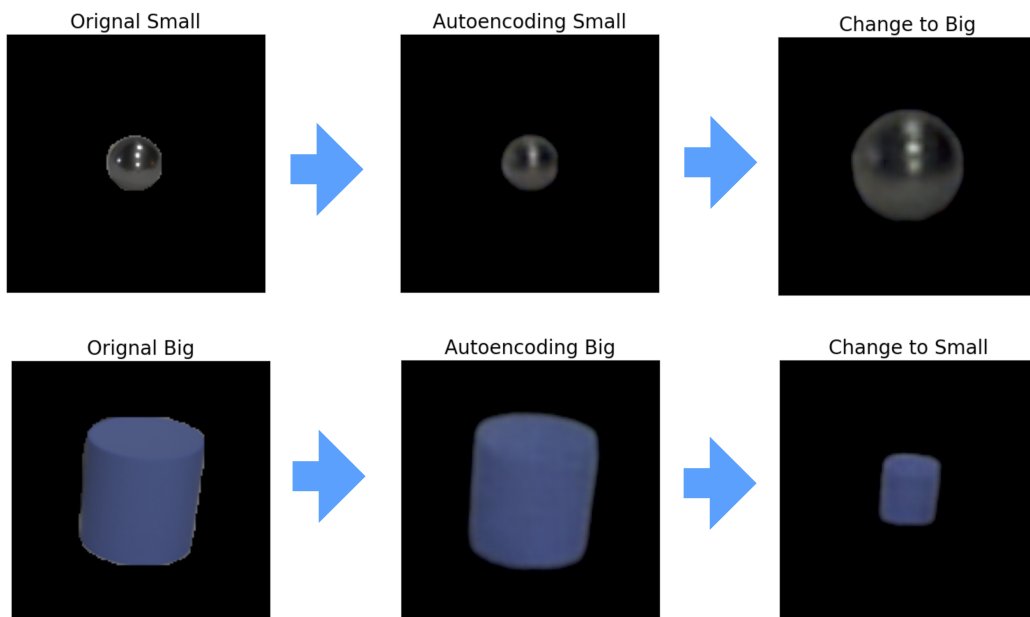 Orignal Small
Autoencoding Small
Change to Big
Orignal Big
Autoencoding Big
Change to Small